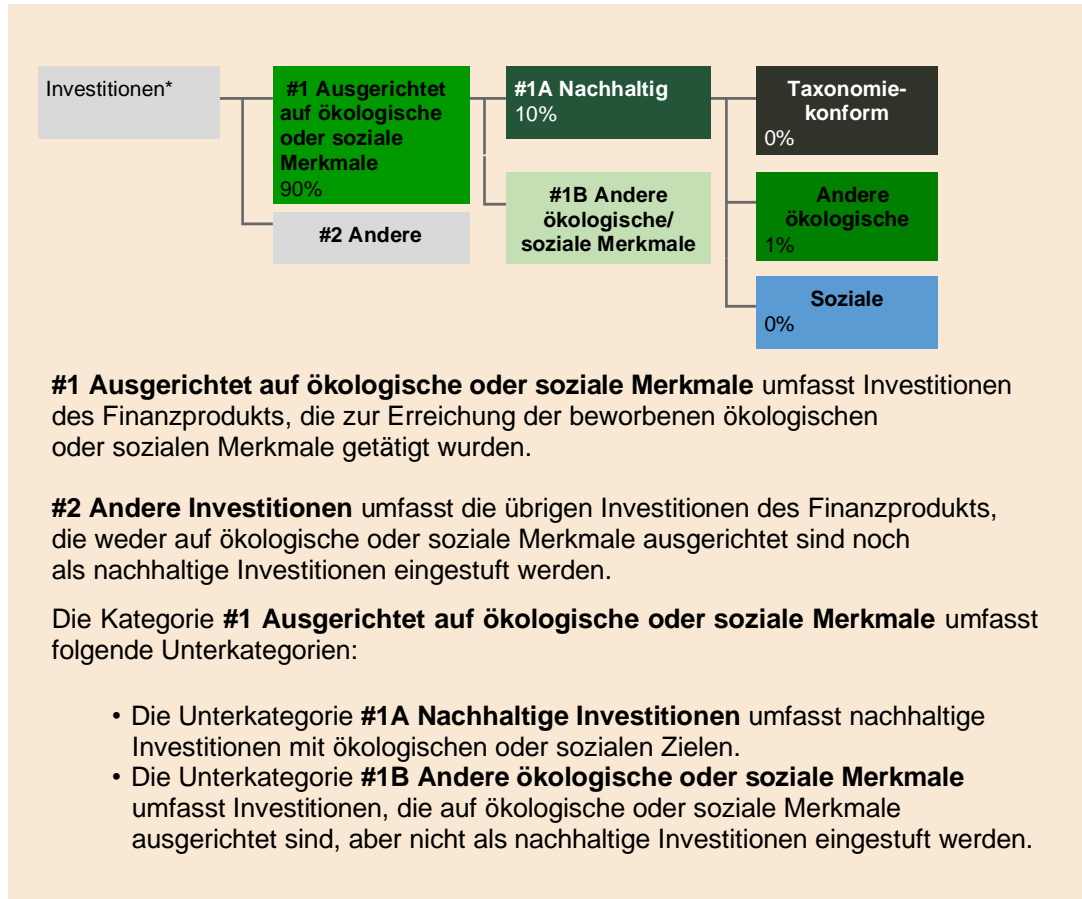 Investitionen*
#1 Ausgerichtet
auf ökologische
oder soziale
Merkmale
90%
#2 Andere
#1A Nachhaltig
10%
#1B Andere
ökologische/
soziale Merkmale
Taxonomie-
konform
0%
Andere
ökologische
1%
Soziale
0%
#1 Ausgerichtet auf ökologische oder soziale Merkmale umfasst Investitionen
des Finanzprodukts, die zur Erreichung der beworbenen ökologischen
oder sozialen Merkmale getätigt wurden.
#2 Andere Investitionen umfasst die übrigen Investitionen des Finanzprodukts,
die weder auf ökologische oder soziale Merkmale ausgerichtet sind noch
als nachhaltige Investitionen eingestuft werden.
Die Kategorie #1 Ausgerichtet auf ökologische oder soziale Merkmale umfasst
folgende Unterkategorien:
• Die Unterkategorie #1A Nachhaltige Investitionen umfasst nachhaltige
Investitionen mit ökologischen oder sozialen Zielen.
• Die Unterkategorie #1B Andere ökologische oder soziale Merkmale
umfasst Investitionen, die auf ökologische oder soziale Merkmale
ausgerichtet sind, aber nicht als nachhaltige Investitionen eingestuft werden.